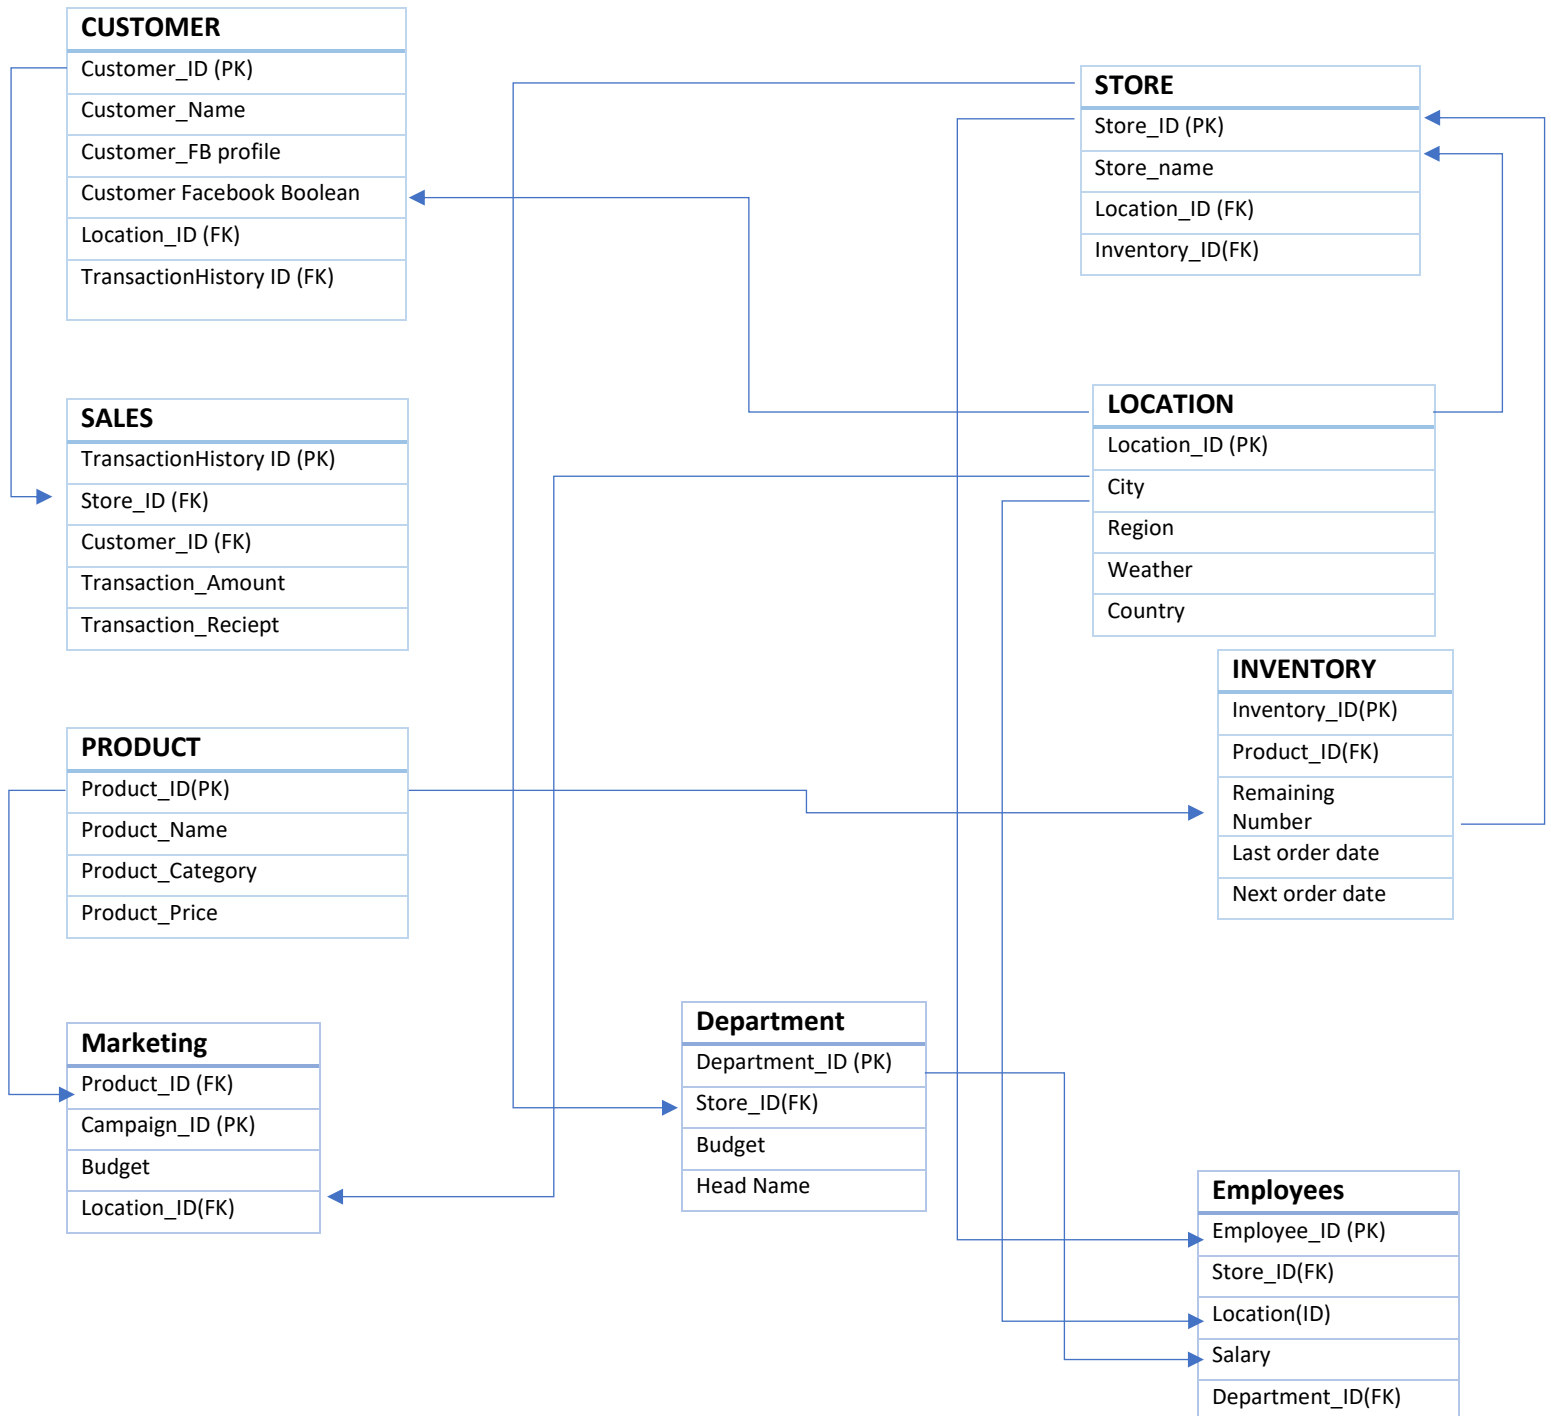 CUSTOMER
Customer_ID (PK)
Customer_Name
Customer_FB profile
Customer Facebook Boolean
Location_ID (FK)
TransactionHistory ID (FK)
STORE
Store_ID (PK)
Store_name
Location_ID (FK)
Inventory_ID(FK)
SALES
TransactionHistory ID (PK)
Store_ID (FK)
Customer_ID (FK)
Transaction_Amount
Transaction_Reciept
LOCATION
Location_ID (PK)
City
Region
Weather
Country
INVENTORY
Inventory_ID(PK)
Product_ID(FK)
Remaining
Number
Last order date
Next order date
PRODUCT
Product_ID(PK)
Product_Name
Product_Category
Product_Price
Marketing
Product_ID (FK)
Campaign_ID (PK)
Budget
Location_ID(FK)
Department
Department_ID (PK)
Store_ID(FK)
Budget
Head Name
Employees
Employee_ID (PK)
Store_ID(FK)
Location(ID)
Salary
Department_ID(FK)